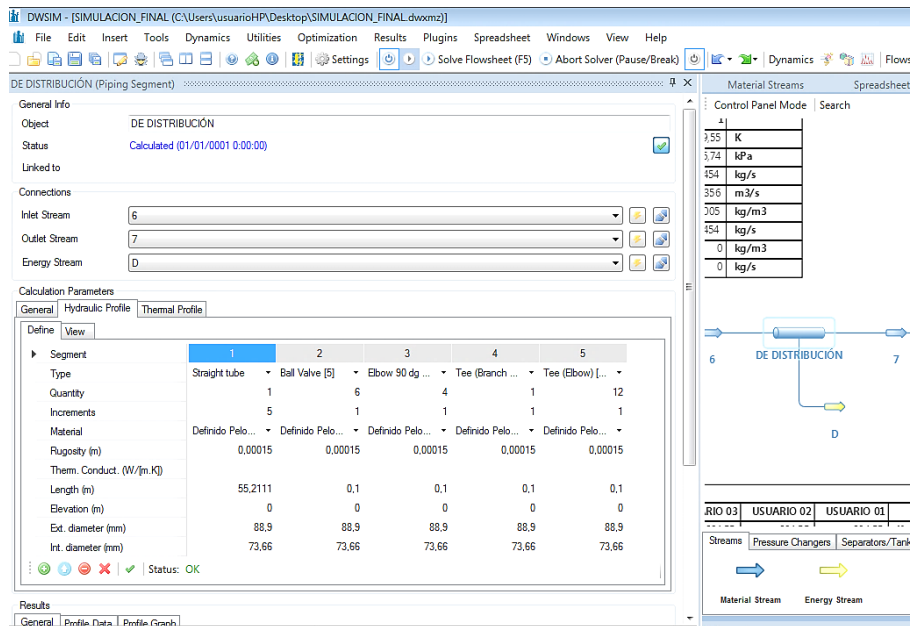 DWSIM - [SIMULACION_FINAL (C:\Users\usuarioHP\Desktop\SIMULACION_FINAL.dwxmz)]
File Edit Insert Tools Dynamics Utilities Optimization Results Plugins Spreadsheet Windows View Help
Settings Solve Flowsheet (F5) Abort Solver (Pause/Break) Dynamics Flows
DE DISTRIBUCIÓN (Piping Segment)
General Info
Object DE DISTRIBUCIÓN
Status Calculated (01/01/0001 0:00:00)
Linked to
Connections
Inlet Stream 6
Outlet Stream 7
Energy Stream D
Calculation Parameters
General Hydraulic Profile Thermal Profile
Define View
Segment 1 2 3 4 5
Type Straight tube Ball Valve [5] Elbow 90 dg ... Tee (Branch ... Tee (Elbow) [...
Quantity 1 6 4 1 12
Increments 5 1 1 1 1
Material Definido Pelo... Definido Pelo... Definido Pelo... Definido Pelo... Definido Pelo...
Rugosity (m) 0,00015 0,00015 0,00015 0,00015 0,00015
Therm. Conduct. (W/[m.K])
Length (m) 55,2111 0,1 0,1 0,1 0,1
Elevation (m) 0 0 0 0 0
Ext. diameter (mm) 88,9 88,9 88,9 88,9 88,9
Int. diameter (mm) 73,66 73,66 73,66 73,66 73,66
Status: OK
Results
General Profile Data Profile Graph
Material Streams Spreadsheet
Control Panel Mode Search
9,55 K
5,74 kPa
454 kg/s
356 m3/s
005 kg/m3
454 kg/s
0 kg/m3
0 kg/s
6 DE DISTRIBUCIÓN 7
D
RIO 03 USUARIO 02 USUARIO 01
Streams Pressure Changers Separators/Tank
Material Stream Energy Stream